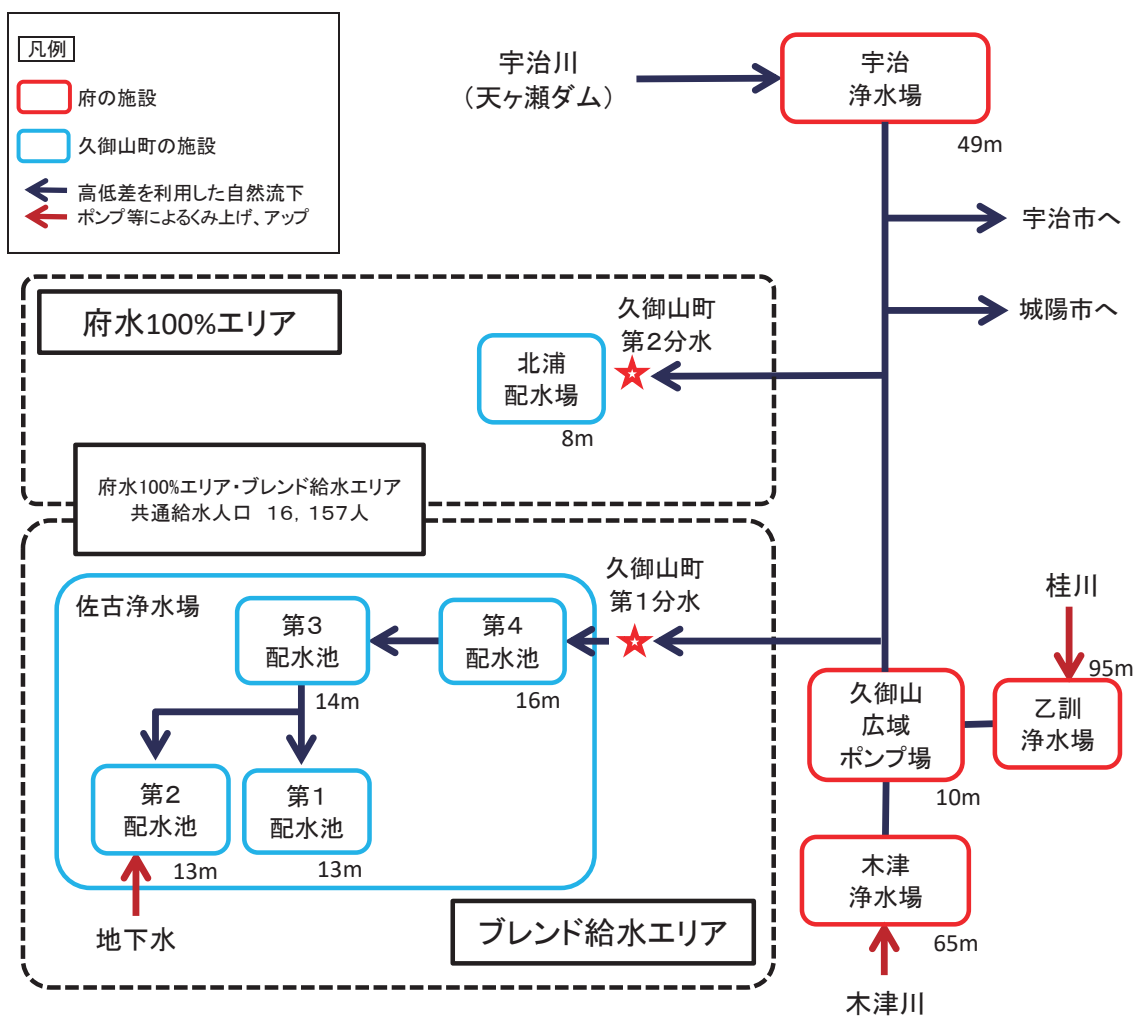 凡例
府の施設
久御山町の施設
高低差を利用した自然流下
ポンプ等によるくみ上げ、アップ
宇治川
（天ヶ瀬ダム）
宇治
浄水場
49m
宇治市へ
城陽市へ
府水100%エリア
久御山町
第2分水
北浦
配水場
8m
府水100%エリア・ブレンド給水エリア
共通給水人口　16，157人
久御山町
第1分水
佐古浄水場
第3
配水池
14m
第4
配水池
16m
第2
配水池
13m
第1
配水池
13m
地下水
ブレンド給水エリア
桂川
95m
乙訓
浄水場
久御山
広域
ポンプ場
10m
木津
浄水場
65m
木津川